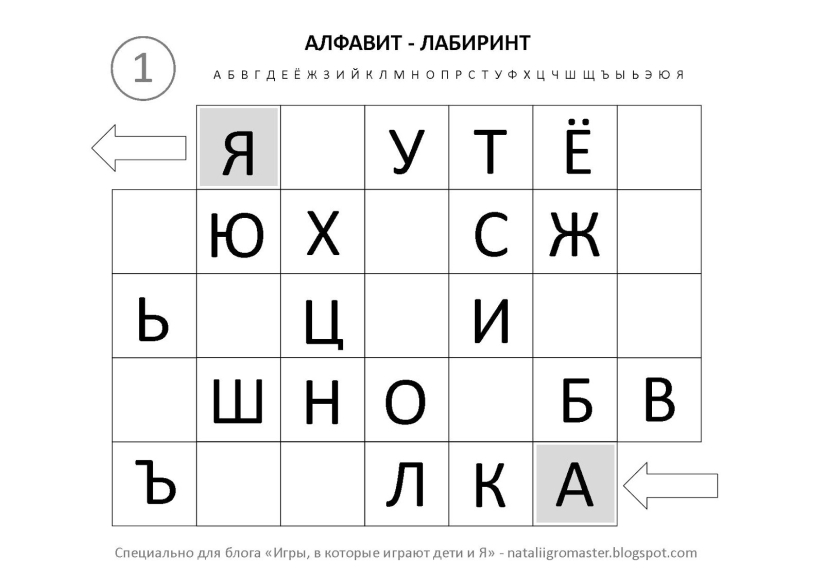 АЛФАВИТ - ЛАБИРИНТ
1
А Б В Г Д Е Ё Ж З И Й К Л М Н О П Р С Т У Ф Х Ц Ч Ш Щ Ъ Ы Ь Э Ю Я
Я У Т Ё
Ю Х С Ж
Ь Ц И
Ш Н О Б В
Ъ Л К А
Специально для блога «Игры, в которые играют дети и Я» - nataliigromaster.blogspot.com